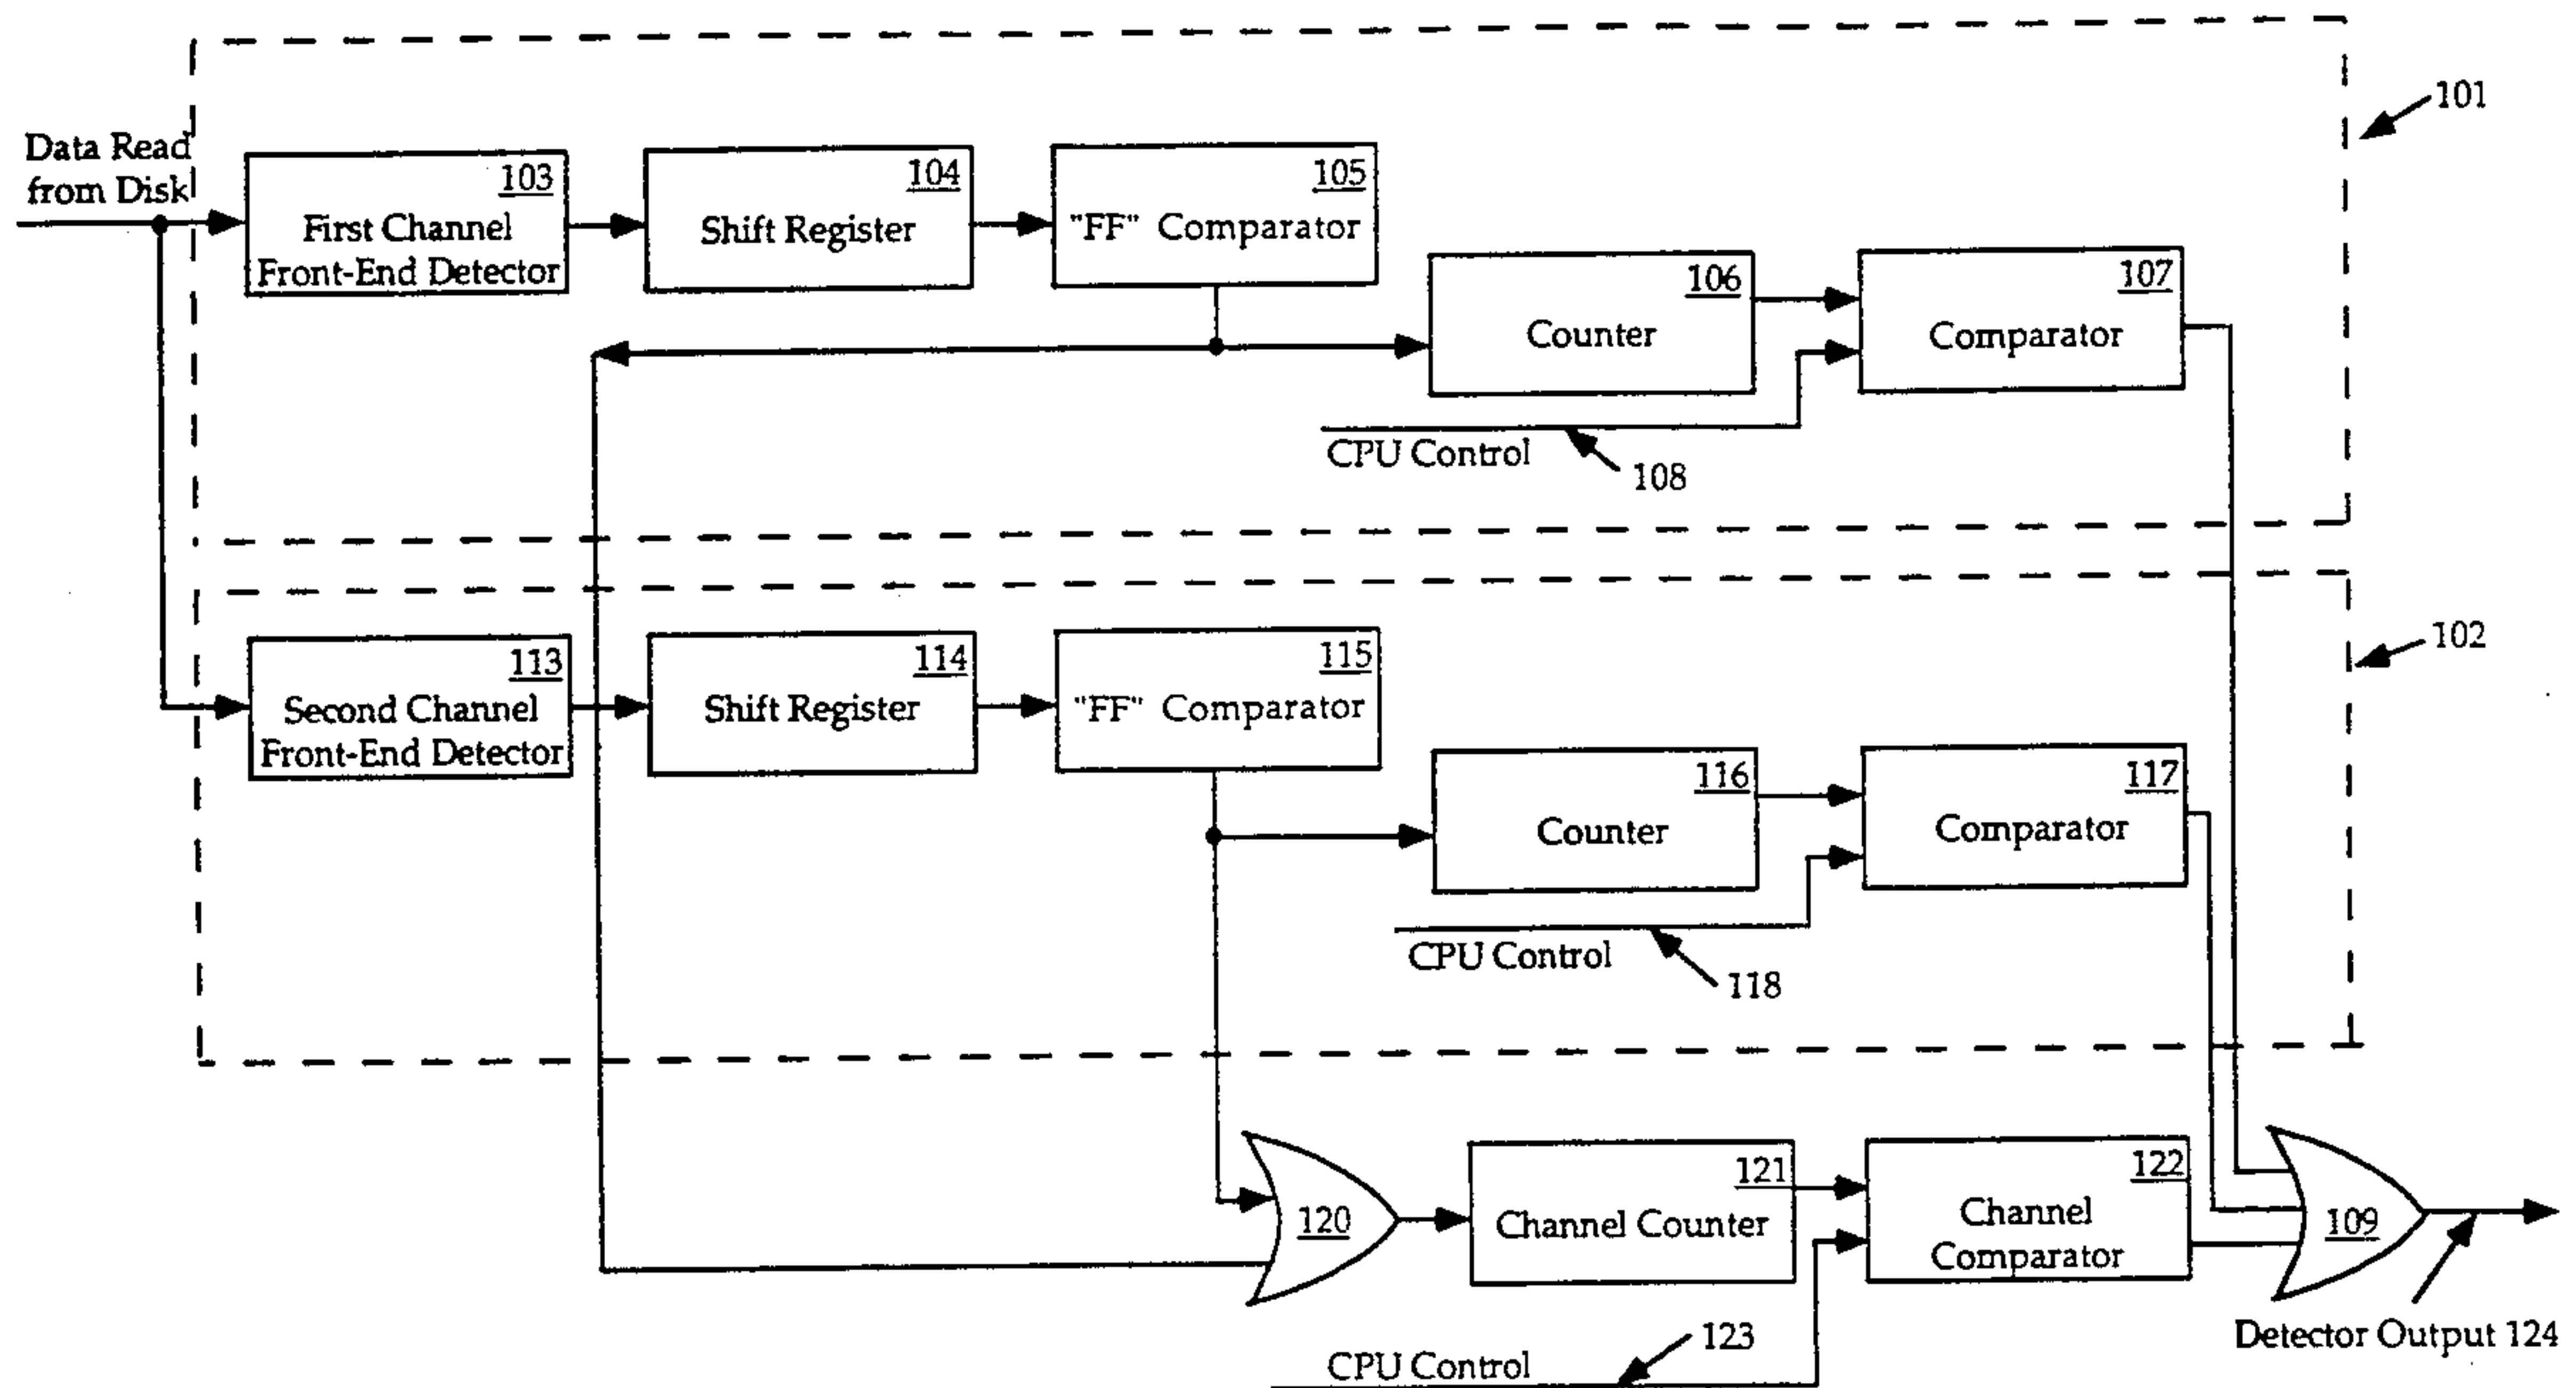 101
Data Read
from Disk
103
First Channel
Front-End Detector
104
Shift Register
105
"FF" Comparator
106
Counter
107
Comparator
CPU Control
108
102
113
Second Channel
Front-End Detector
114
Shift Register
115
"FF" Comparator
116
Counter
117
Comparator
CPU Control
118
120
121
Channel Counter
122
Channel
Comparator
109
CPU Control
123
Detector Output 124